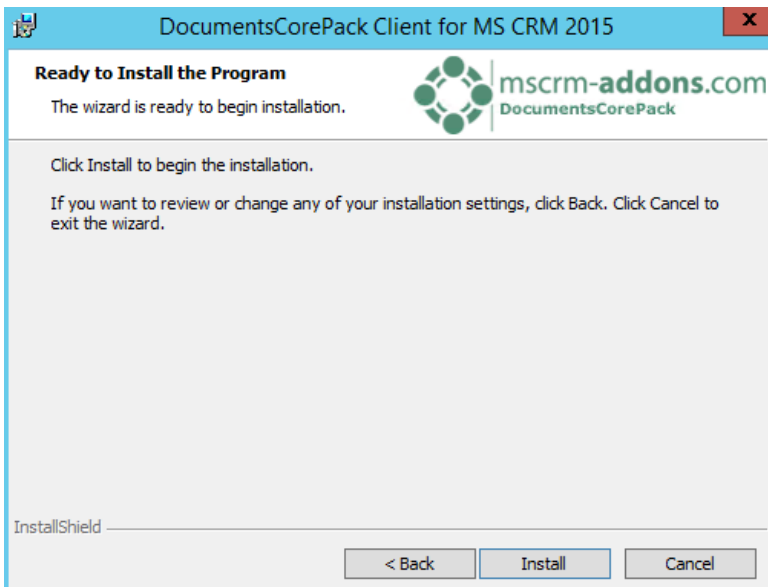 DocumentsCorePack Client for MS CRM 2015
x
Ready to Install the Program
The wizard is ready to begin installation.
mscrm-addons.com
DocumentsCorePack
Click Install to begin the installation.
If you want to review or change any of your installation settings, click Back. Click Cancel to
exit the wizard.
InstallShield
< Back
Install
Cancel